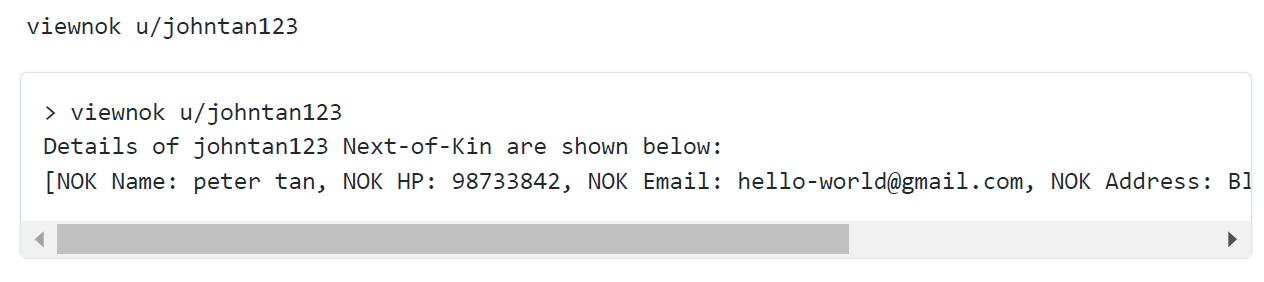 viewnok u/johntan123
> viewnok u/johntan123
Details of johntan123 Next-of-Kin are shown below:
[NOK Name: peter tan, NOK HP: 98733842, NOK Email: hello-world@gmail.com, NOK Address: Bl